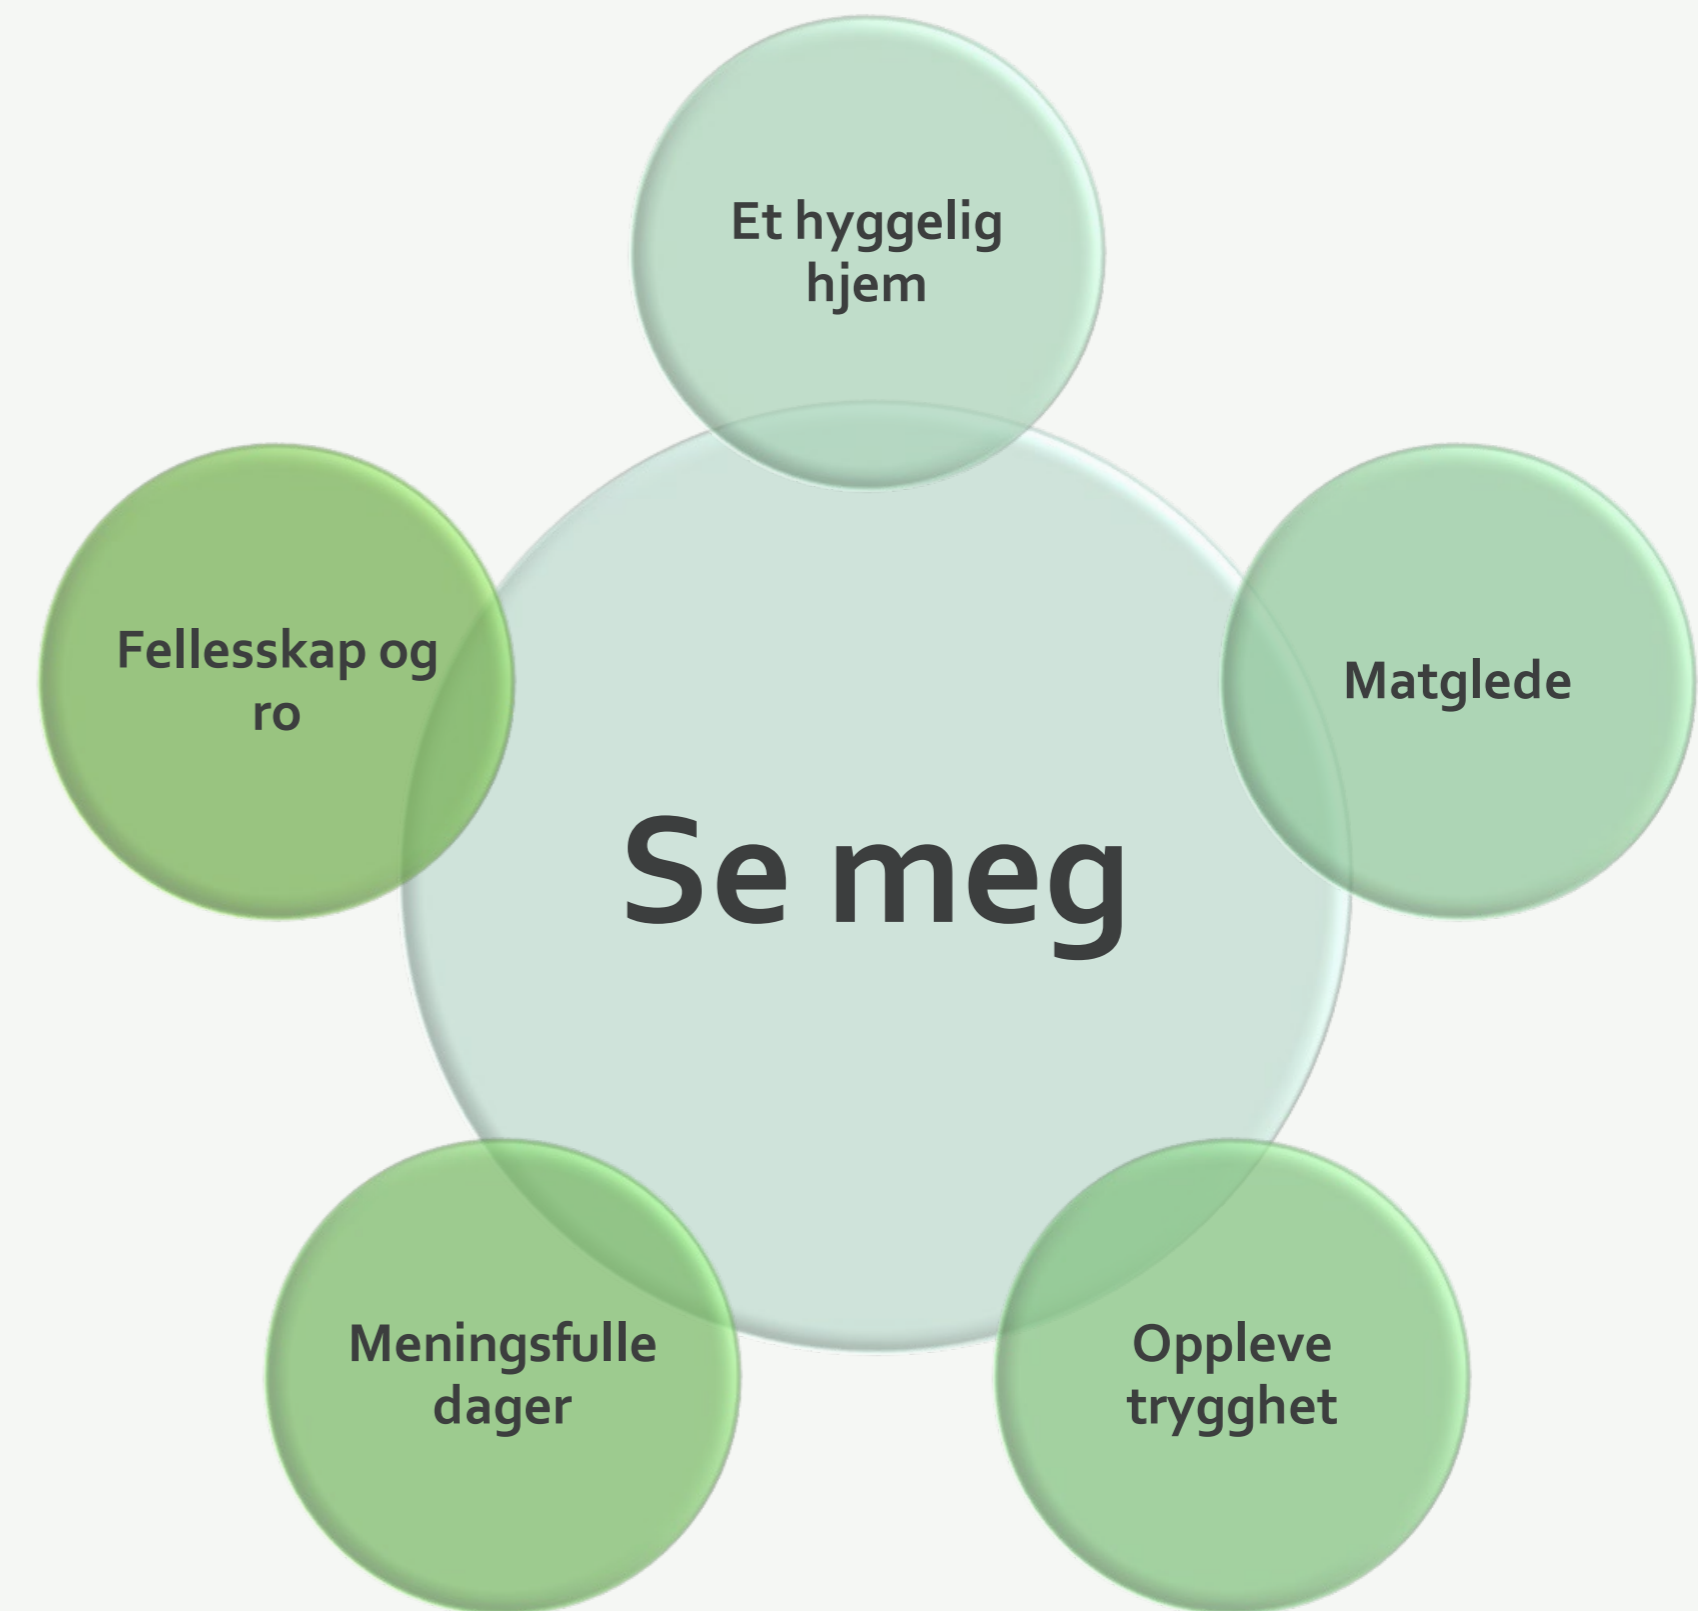 Et hyggelig
hjem
Fellesskap og
ro
Matglede
Se meg
Meningsfulle
dager
Oppleve
trygghet